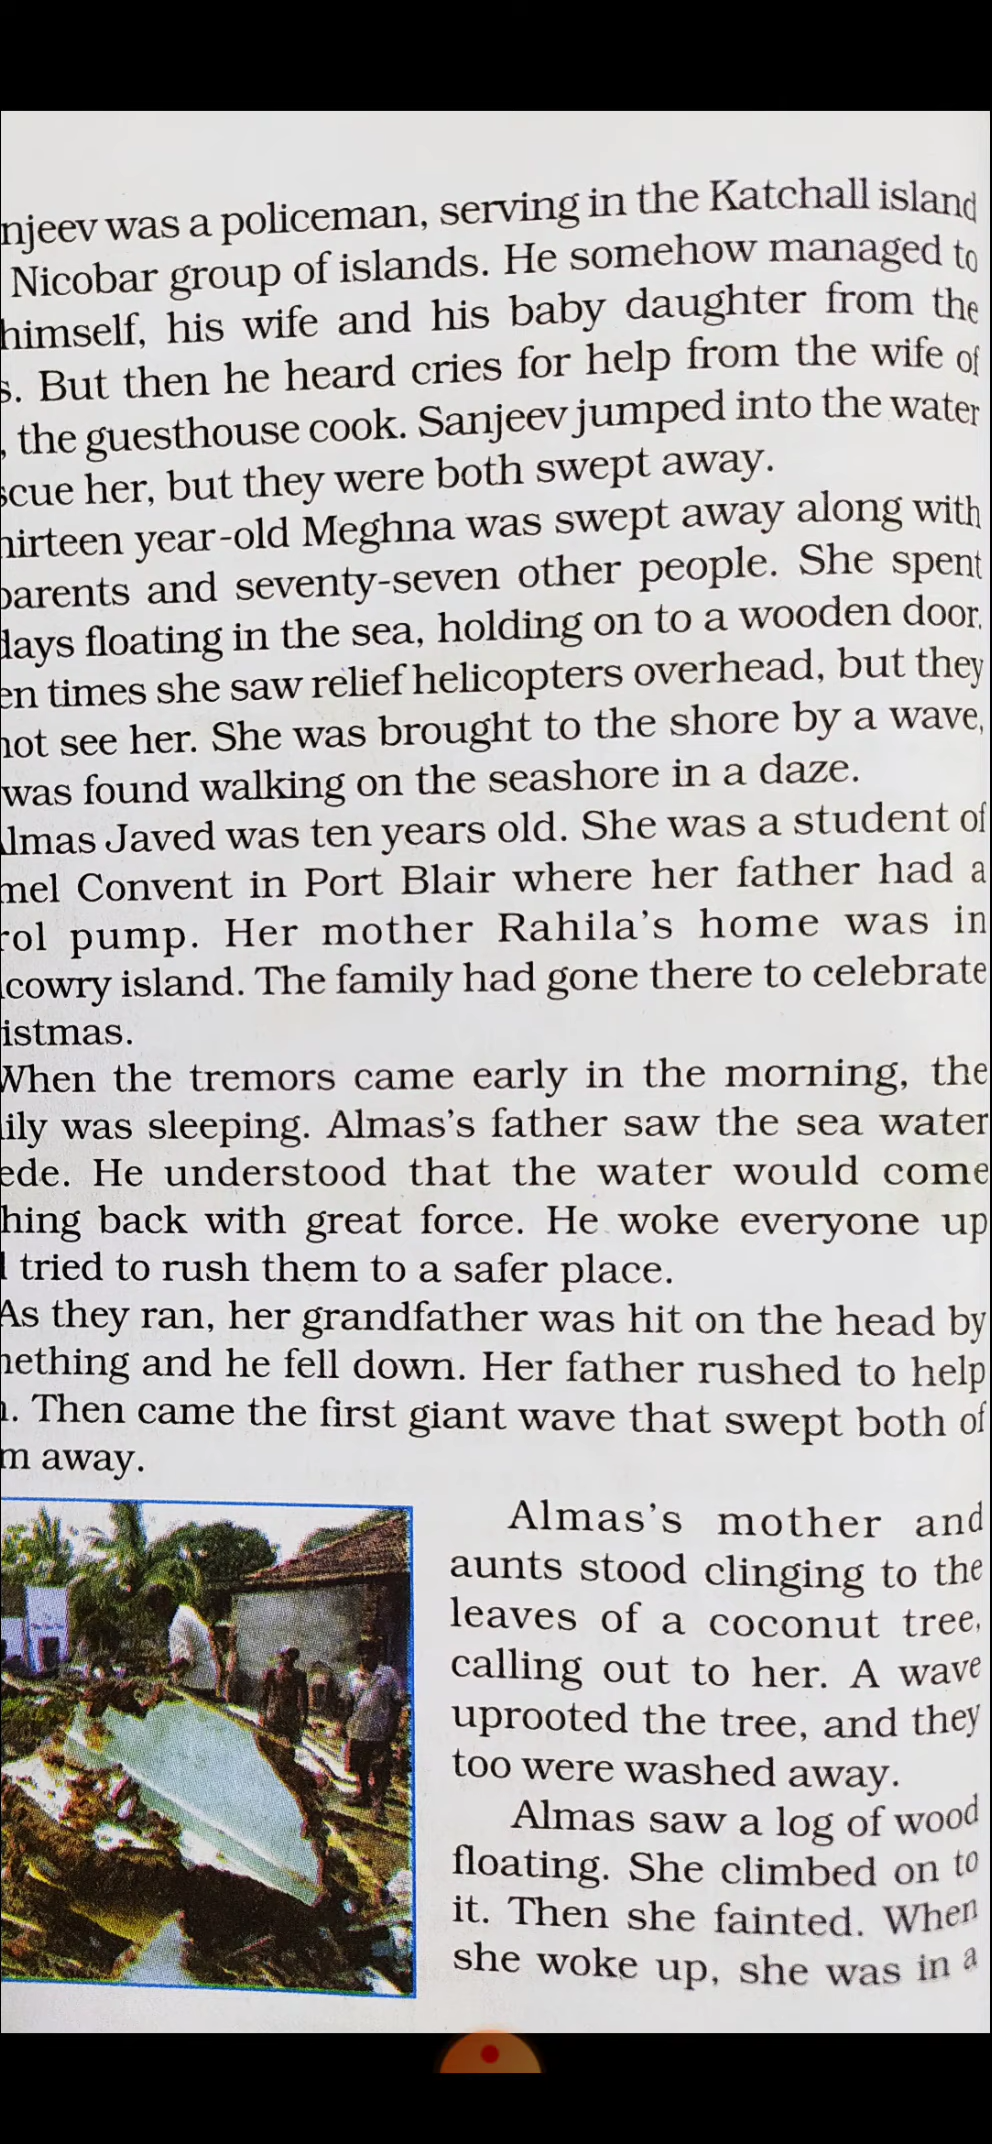 njeev was a policeman, serving in the Katchall island
Nicobar group of islands. He somehow managed to
himself, his wife and his baby daughter from the
s. But then he heard cries for help from the wife of
, the guesthouse cook. Sanjeev jumped into the water
scue her, but they were both swept away.
hirteen year-old Meghna was swept away along with
parents and seventy-seven other people. She spent
days floating in the sea, holding on to a wooden door.
en times she saw relief helicopters overhead, but they
not see her. She was brought to the shore by a wave,
was found walking on the seashore in a daze.
Almas Javed was ten years old. She was a student of
mel Convent in Port Blair where her father had a
rol pump. Her mother Rahila's home was in
cowry island. The family had gone there to celebrate
istmas.
When the tremors came early in the morning, the
ily was sleeping. Almas's father saw the sea water
ede. He understood that the water would come
hing back with great force. He woke everyone up
tried to rush them to a safer place.
As they ran, her grandfather was hit on the head by
nething and he fell down. Her father rushed to help
. Then came the first giant wave that swept both of
m away.
Almas's mother and
aunts stood clinging to the
leaves of a coconut tree,
calling out to her. A wave
uprooted the tree, and they
too were washed away.
Almas saw a log of wood
floating. She climbed on to
it. Then she fainted. When
she woke up, she was in a